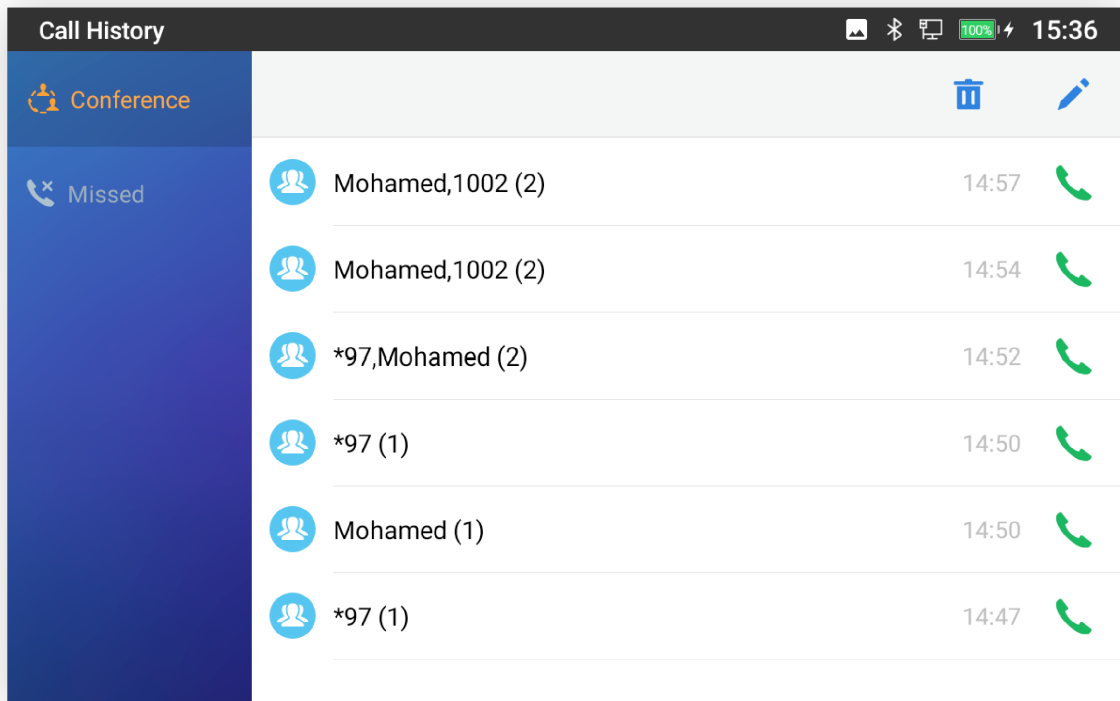 Call History
100%
15:36
Conference
Missed
Mohamed,1002 (2) 14:57
Mohamed,1002 (2) 14:54
*97,Mohamed (2) 14:52
*97 (1) 14:50
Mohamed (1) 14:50
*97 (1) 14:47